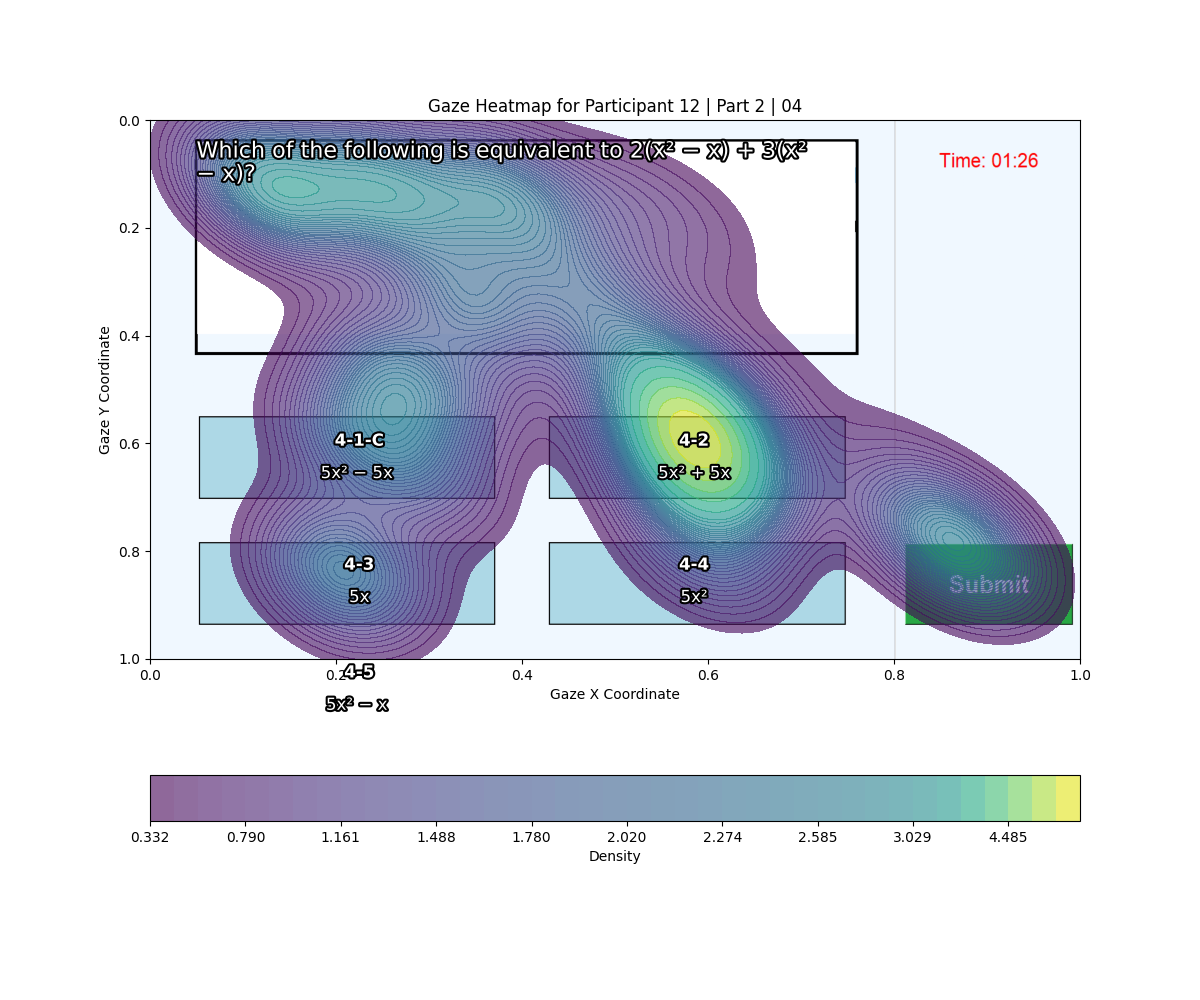 Gaze Heatmap for Participant 12 | Part 2 | 04
Which of the following is equivalent to 2(x² − x) + 3(x²
− x)?
Time: 01:26
0.0
0.2
0.4
0.6
0.8
1.0
Gaze Y Coordinate
4-1-C
5x² − 5x
4-2
5x² + 5x
4-3
5x
4-4
5x²
Submit
0.0
0.2
0.4
0.6
0.8
1.0
4-5
5x² − x
Gaze X Coordinate
0.332
0.790
1.161
1.488
1.780
2.020
2.274
2.585
3.029
4.485
Density